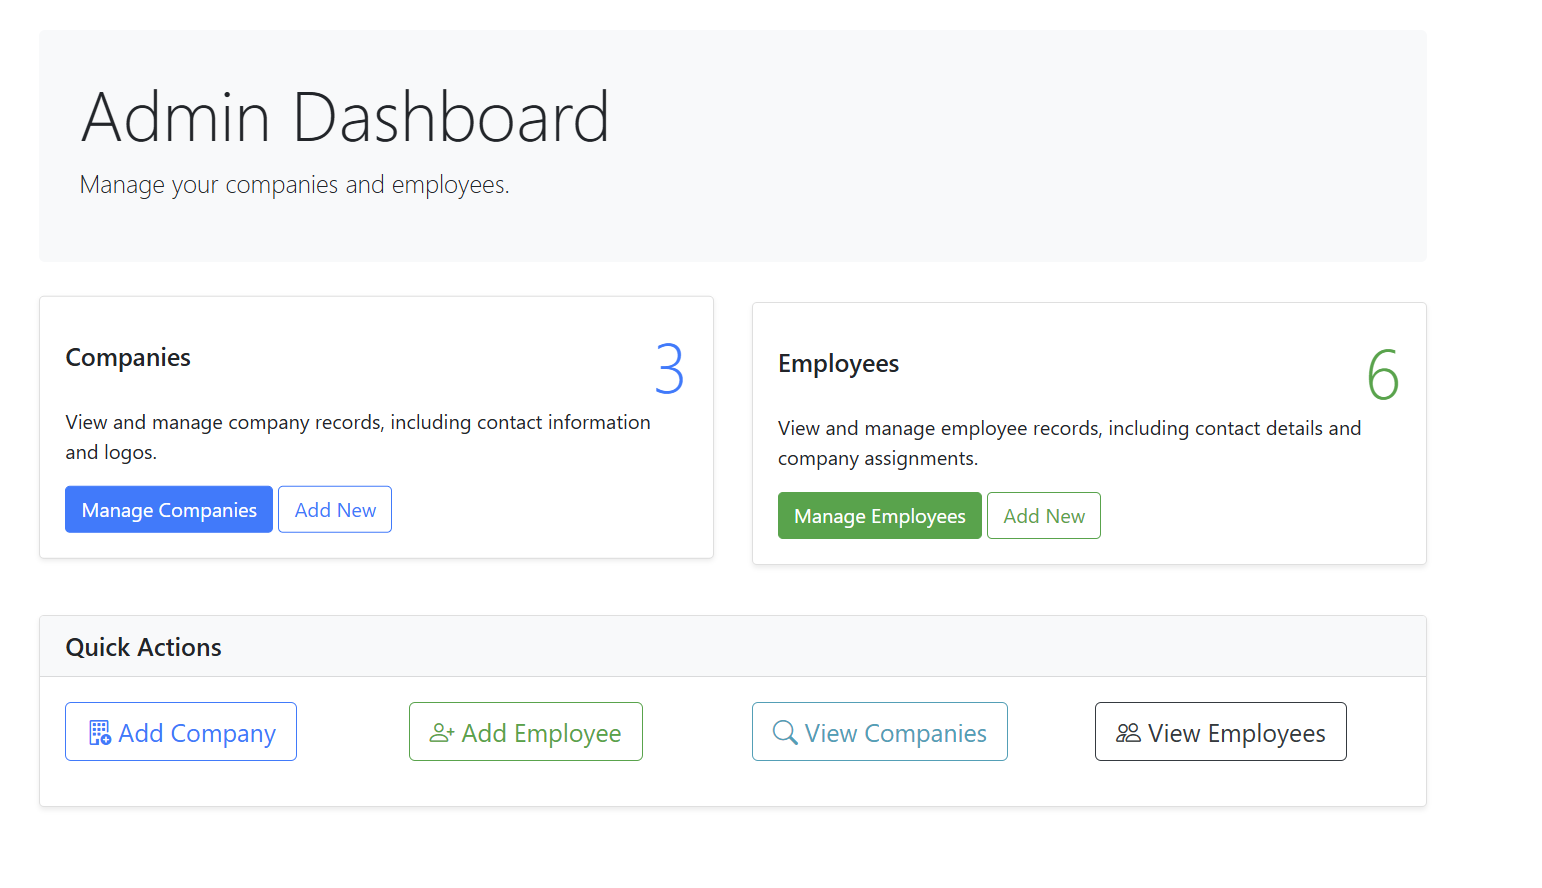 Admin Dashboard
Manage your companies and employees.
Companies
3
View and manage company records, including contact information
and logos.
Manage Companies
Add New
Employees
6
View and manage employee records, including contact details and
company assignments.
Manage Employees
Add New
Quick Actions
Add Company
Add Employee
View Companies
View Employees